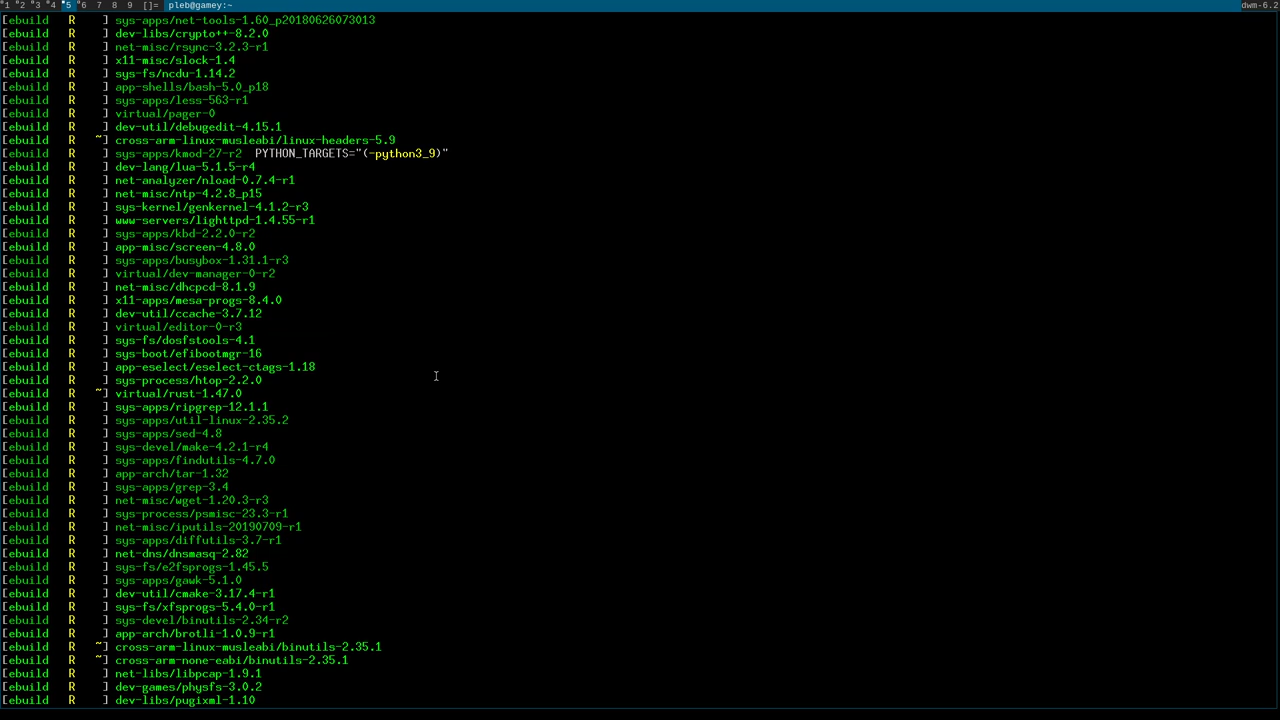 1 2 3 4 5 6 7 8 9 []= pleb@gamey:~ dwm-6.2
[ebuild   R    ] sys-apps/net-tools-1.60_p20180626073013
[ebuild   R    ] dev-libs/crypto++-8.2.0
[ebuild   R    ] net-misc/rsync-3.2.3-r1
[ebuild   R    ] x11-misc/slock-1.4
[ebuild   R    ] sys-fs/ncdu-1.14.2
[ebuild   R    ] app-shells/bash-5.0_p18
[ebuild   R    ] sys-apps/less-563-r1
[ebuild   R    ] virtual/pager-0
[ebuild   R    ] dev-util/debugedit-4.15.1
[ebuild   R   ~] cross-arm-linux-musleabi/linux-headers-5.9
[ebuild   R    ] sys-apps/kmod-27-r2  PYTHON_TARGETS="(-python3_9)"
[ebuild   R    ] dev-lang/lua-5.1.5-r4
[ebuild   R    ] net-analyzer/nload-0.7.4-r1
[ebuild   R    ] net-misc/ntp-4.2.8_p15
[ebuild   R    ] sys-kernel/genkernel-4.1.2-r3
[ebuild   R    ] www-servers/lighttpd-1.4.55-r1
[ebuild   R    ] sys-apps/kbd-2.2.0-r2
[ebuild   R    ] app-misc/screen-4.8.0
[ebuild   R    ] sys-apps/busybox-1.31.1-r3
[ebuild   R    ] virtual/dev-manager-0-r2
[ebuild   R    ] net-misc/dhcpcd-8.1.9
[ebuild   R    ] x11-apps/mesa-progs-8.4.0
[ebuild   R    ] dev-util/ccache-3.7.12
[ebuild   R    ] virtual/editor-0-r3
[ebuild   R    ] sys-fs/dosfstools-4.1
[ebuild   R    ] sys-boot/efibootmgr-16
[ebuild   R    ] app-eselect/eselect-ctags-1.18
[ebuild   R    ] sys-process/htop-2.2.0
[ebuild   R   ~] virtual/rust-1.47.0
[ebuild   R    ] sys-apps/ripgrep-12.1.1
[ebuild   R    ] sys-apps/util-linux-2.35.2
[ebuild   R    ] sys-apps/sed-4.8
[ebuild   R    ] sys-devel/make-4.2.1-r4
[ebuild   R    ] sys-apps/findutils-4.7.0
[ebuild   R    ] app-arch/tar-1.32
[ebuild   R    ] sys-apps/grep-3.4
[ebuild   R    ] net-misc/wget-1.20.3-r3
[ebuild   R    ] sys-process/psmisc-23.3-r1
[ebuild   R    ] net-misc/iputils-20190709-r1
[ebuild   R    ] sys-apps/diffutils-3.7-r1
[ebuild   R    ] net-dns/dnsmasq-2.82
[ebuild   R    ] sys-fs/e2fsprogs-1.45.5
[ebuild   R    ] sys-apps/gawk-5.1.0
[ebuild   R    ] dev-util/cmake-3.17.4-r1
[ebuild   R    ] sys-fs/xfsprogs-5.4.0-r1
[ebuild   R    ] sys-devel/binutils-2.34-r2
[ebuild   R    ] app-arch/brotli-1.0.9-r1
[ebuild   R   ~] cross-arm-linux-musleabi/binutils-2.35.1
[ebuild   R   ~] cross-arm-none-eabi/binutils-2.35.1
[ebuild   R    ] net-libs/libpcap-1.9.1
[ebuild   R    ] dev-games/physfs-3.0.2
[ebuild   R    ] dev-libs/pugixml-1.10